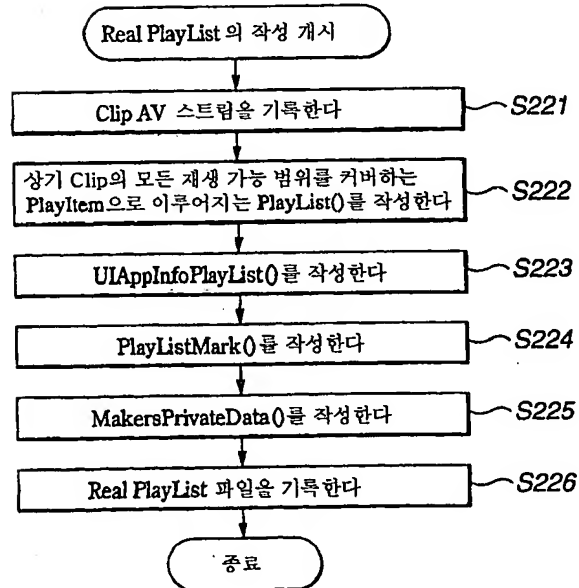 Real PlayList 의 작성 개시
Clip AV 스트림을 기록한다
S221
상기 Clip의 모든 재생 가능 범위를 커버하는
PlayItem으로 이루어지는 PlayList()를 작성한다
S222
UIAppInfoPlayList()를 작성한다
S223
PlayListMark()를 작성한다
S224
MakersPrivateData()를 작성한다
S225
Real PlayList 파일을 기록한다
S226
종료